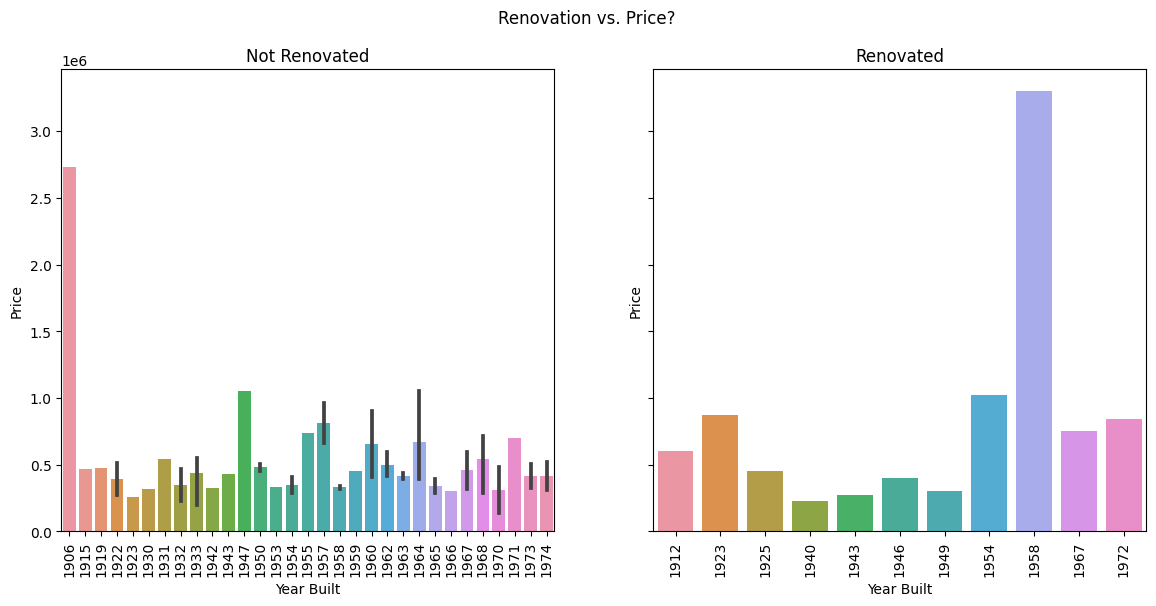 Renovation vs. Price?
Not Renovated
1e6
3.0
2.5
2.0
1.5
1.0
0.5
0.0
Price
1906 1915 1919 1922 1923 1930 1931 1932 1933 1942 1943 1947 1950 1953 1954 1955 1957 1958 1959 1960 1962 1963 1964 1965 1966 1967 1968 1970 1971 1973 1974
Year Built
Renovated
Price
1912 1923 1925 1940 1943 1946 1949 1954 1958 1967 1972
Year Built